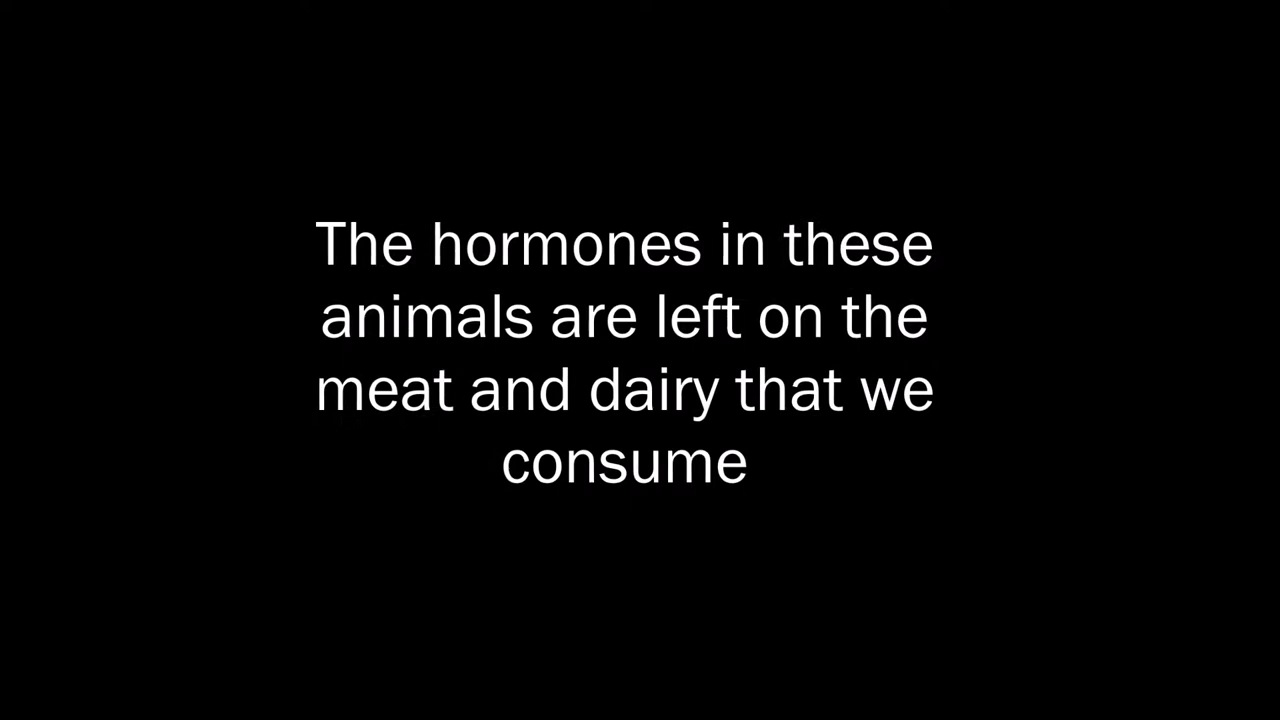 The hormones in these
animals are left on the
meat and dairy that we
consume